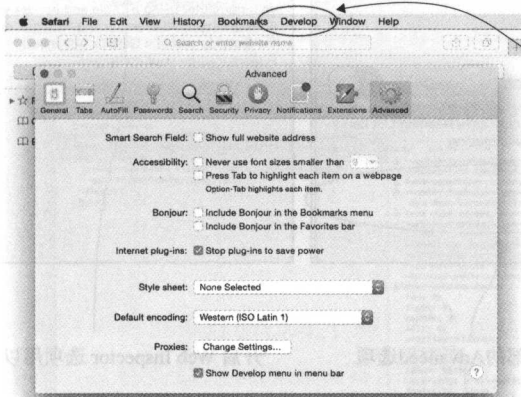 Safari File Edit View History Bookmarks Develop Window Help
Search or enter website name
Advanced
General Tabs AutoFill Passwords Search Security Privacy Notifications Extensions Advanced
Smart Search Field: Show full website address
Accessibility: Never use font sizes smaller than 9
Press Tab to highlight each item on a webpage
Option-Tab highlights each item.
Bonjour: Include Bonjour in the Bookmarks menu
Include Bonjour in the Favorites bar
Internet plug-ins: Stop plug-ins to save power
Style sheet: None Selected
Default encoding: Western (ISO Latin 1)
Proxies: Change Settings...
Show Develop menu in menu bar
?